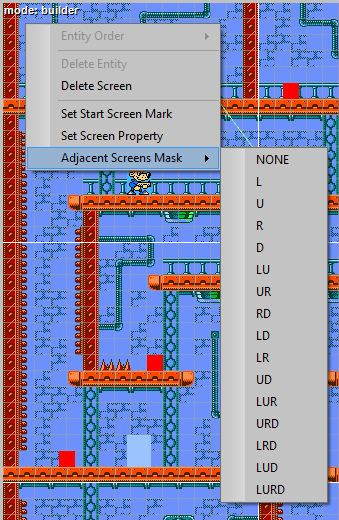 mode: builder
Entity Order
Delete Entity
Delete Screen
Set Start Screen Mark
Set Screen Property
Adjacent Screens Mask
NONE
L
U
R
D
LU
UR
RD
LD
LR
UD
LUR
URD
LRD
LUD
LURD